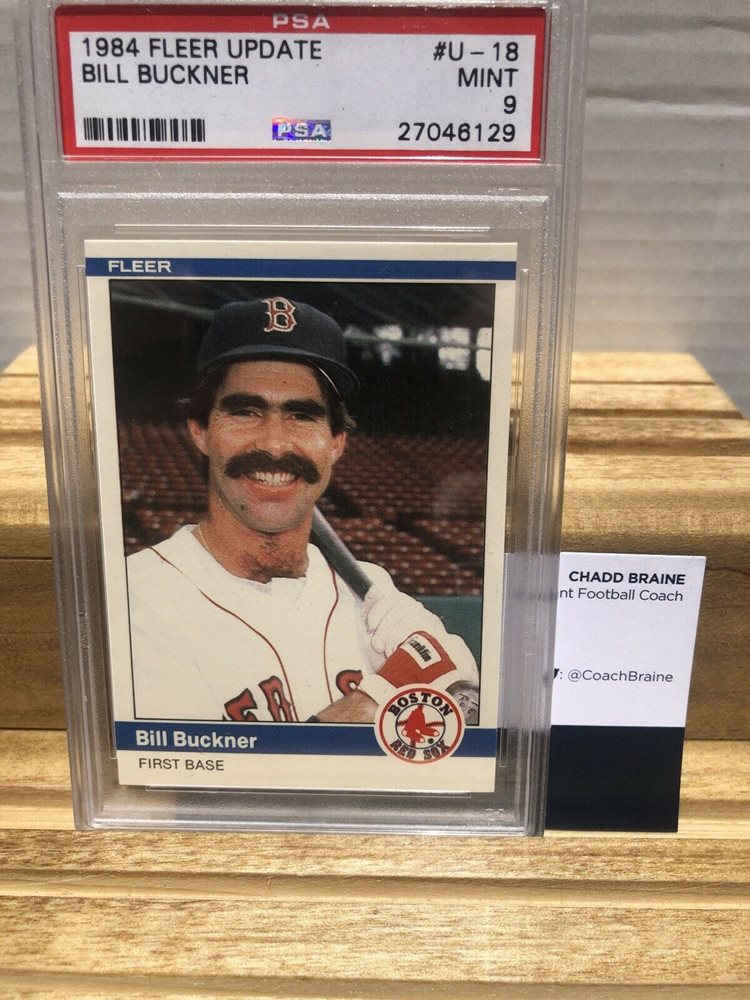 PSA
1984 FLEER UPDATE #U-18
BILL BUCKNER MINT
9
PSA 27046129
FLEER
B
Franklin
BOSTON
RED SOX
Bill Buckner
FIRST BASE
CHADD BRAINE
nt Football Coach
: @CoachBraine